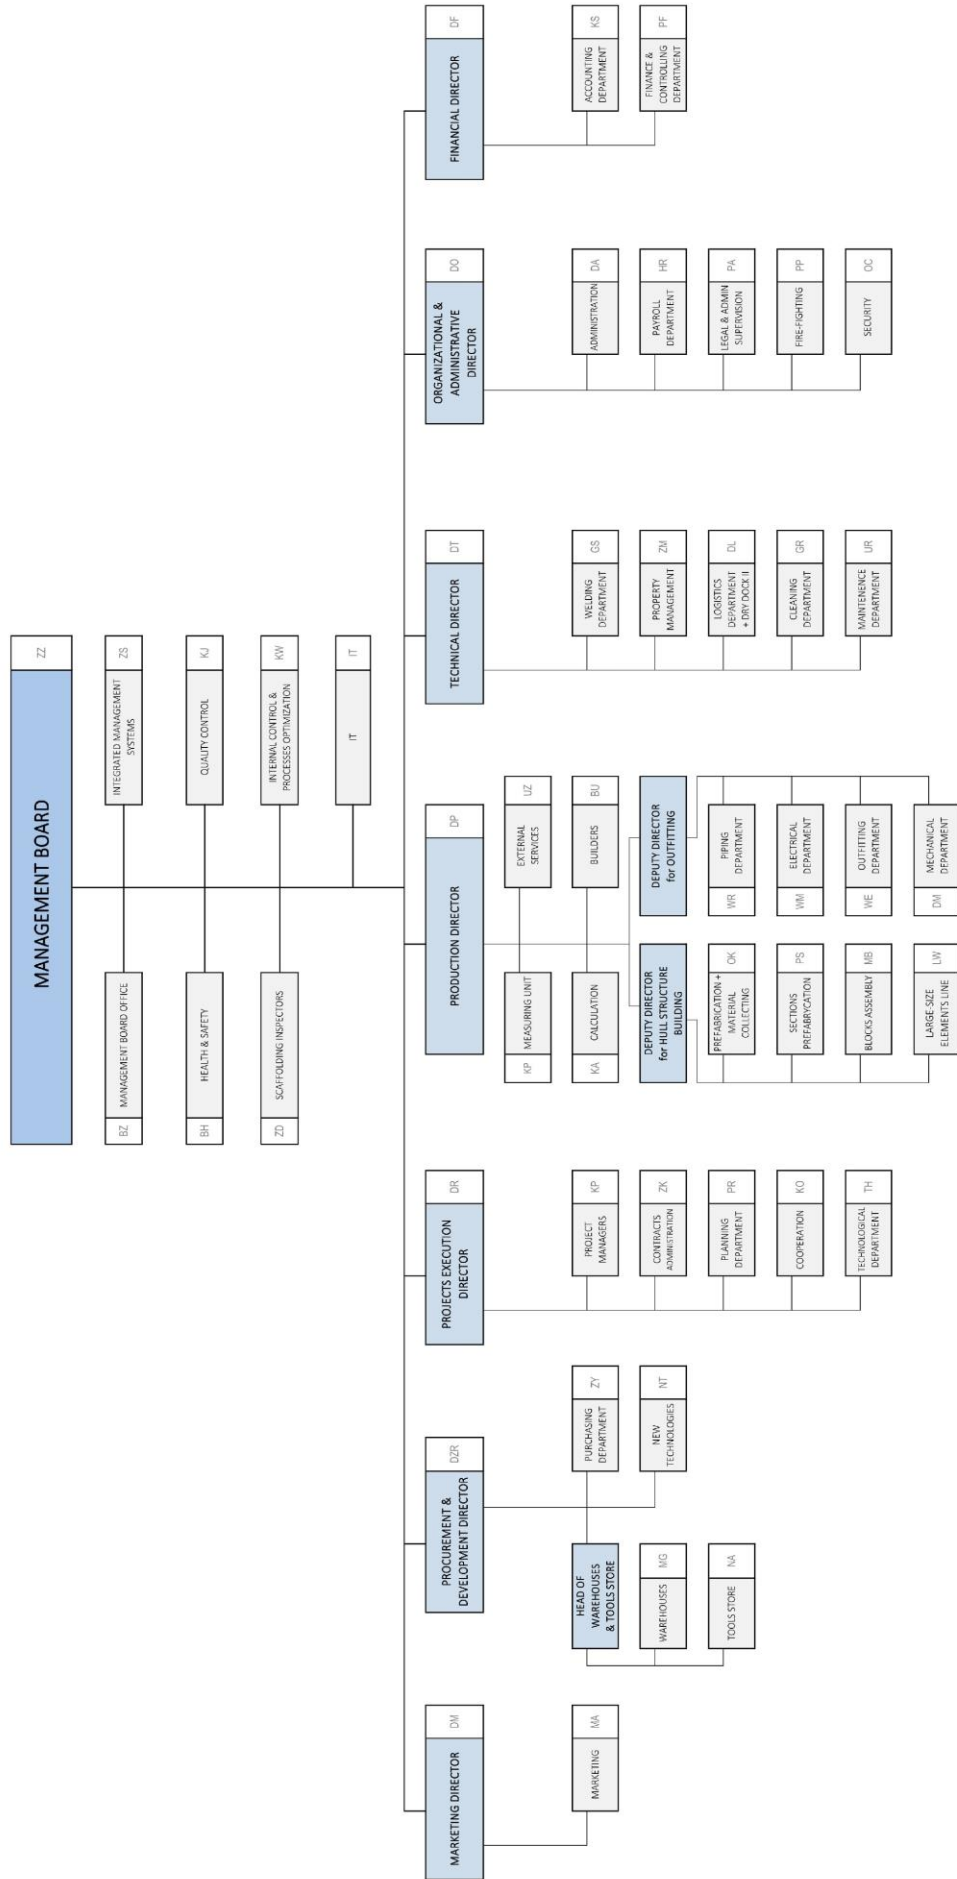 MANAGEMENT BOARD
ZZ
BZ
MANAGEMENT BOARD OFFICE
INTEGRATED MANAGEMENT
SYSTEMS
ZS
BH
HEALTH & SAFETY
QUALITY CONTROL
KJ
ZD
SCAFFOLDING INSPECTORS
INTERNAL CONTROL &
PROCESSES OPTIMIZATION
KW
IT
IT
MARKETING DIRECTOR
DM
MARKETING
MA
PROCUREMENT &
DEVELOPMENT DIRECTOR
DZR
HEAD OF
WAREHOUSES
& TOOLS STORE
WAREHOUSES
MG
TOOLS STORE
NA
PURCHASING
DEPARTMENT
ZY
NEW
TECHNOLOGIES
NT
PROJECTS EXECUTION
DIRECTOR
DR
PROJECT
MANAGERS
KP
CONTRACTS
ADMINISTRATION
ZK
PLANNING
DEPARTMENT
PR
COOPERATION
KO
TECHNOLOGICAL
DEPARTMENT
TH
PRODUCTION DIRECTOR
DP
KP
MEASURING UNIT
EXTERNAL
SERVICES
UZ
KA
CALCULATION
BUILDERS
BU
DEPUTY DIRECTOR
for HULL STRUCTURE
BUILDING
PREFABRICATION +
MATERIAL
COLLECTING
OK
SECTIONS
PREFABRYCATION
PS
BLOCKS ASSEMBLY
MB
LARGE-SIZE
ELEMENTS LINE
LW
DEPUTY DIRECTOR
for OUTFITTING
WR
PIPING
DEPARTMENT
WM
ELECTRICAL
DEPARTMENT
WE
OUTFITTING
DEPARTMENT
DM
MECHANICAL
DEPARTMENT
TECHNICAL DIRECTOR
DT
WELDING
DEPARTMENT
GS
PROPERTY
MANAGEMENT
ZM
LOGISTICS
DEPARTMENT
+ DRY DOCK II
DL
CLEANING
DEPARTMENT
GR
MAINTENENCE
DEPARTMENT
UR
ORGANIZATIONAL &
ADMINISTRATIVE
DIRECTOR
DO
ADMINISTRATION
DA
PAYROLL
DEPARTMENT
HR
LEGAL & ADMIN
SUPERVISION
PA
FIRE-FIGHTING
PP
SECURITY
OC
FINANCIAL DIRECTOR
DF
ACCOUNTING
DEPARTMENT
KS
FINANCE &
CONTROLLING
DEPARTMENT
PF